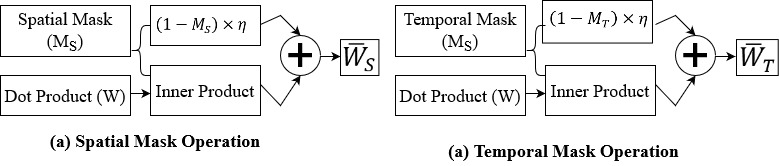 Spatial Mask
(M_S)
(1 − M_S) × η
Dot Product (W)
Inner Product
+
W̅_S
(a) Spatial Mask Operation
Temporal Mask
(M_S)
(1 − M_T) × η
Dot Product (W)
Inner Product
+
W̅_T
(a) Temporal Mask Operation